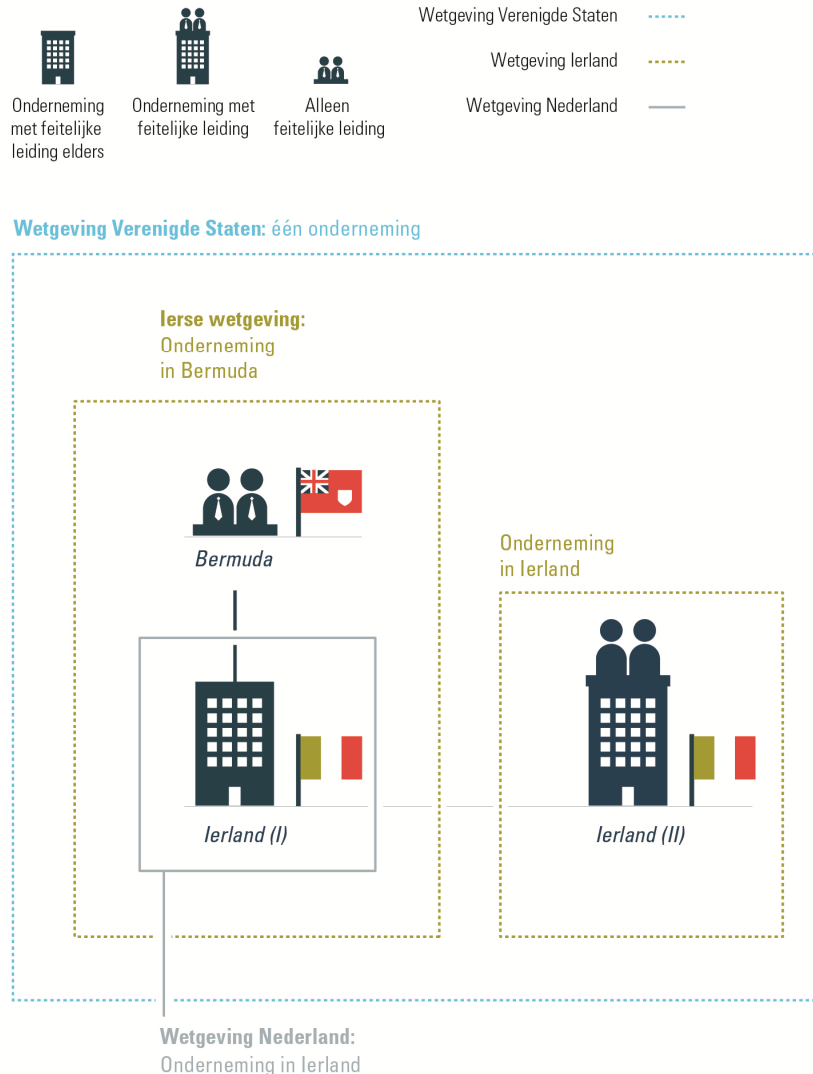 Onderneming
met feitelijke
leiding elders
Onderneming met
feitelijke leiding
Alleen
feitelijke leiding
Wetgeving Verenigde Staten
Wetgeving Ierland
Wetgeving Nederland
Wetgeving Verenigde Staten: één onderneming
Ierse wetgeving:
Onderneming
in Bermuda
Bermuda
Onderneming
in Ierland
Ierland (I)
Ierland (II)
Wetgeving Nederland:
Onderneming in Ierland